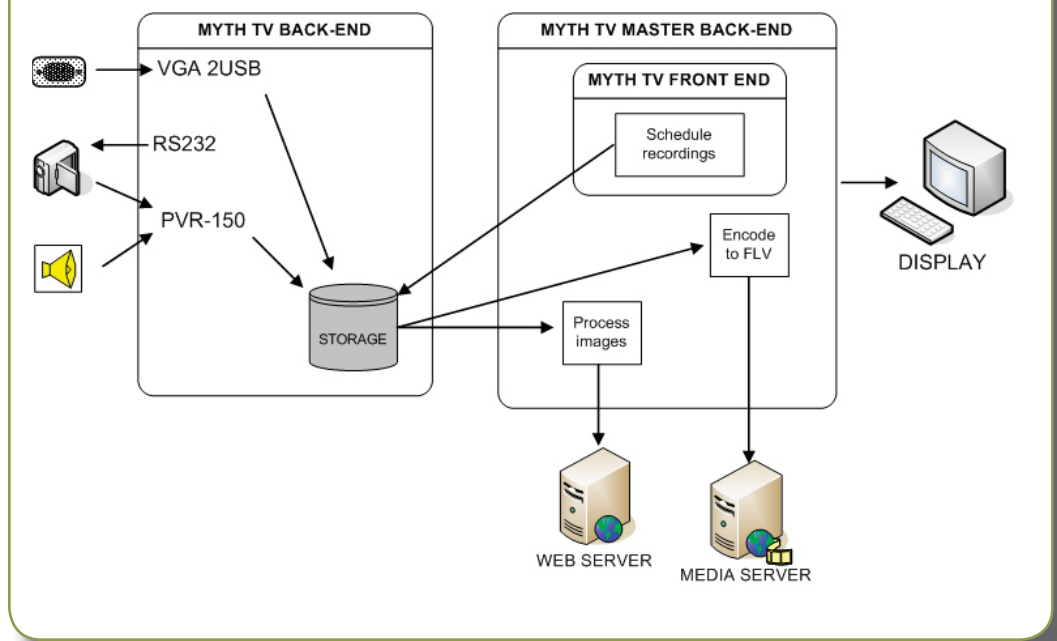 MYTH TV BACK-END
VGA 2USB
RS232
PVR-150
STORAGE
MYTH TV MASTER BACK-END
MYTH TV FRONT END
Schedule
recordings
Encode
to FLV
Process
images
DISPLAY
WEB SERVER
MEDIA SERVER